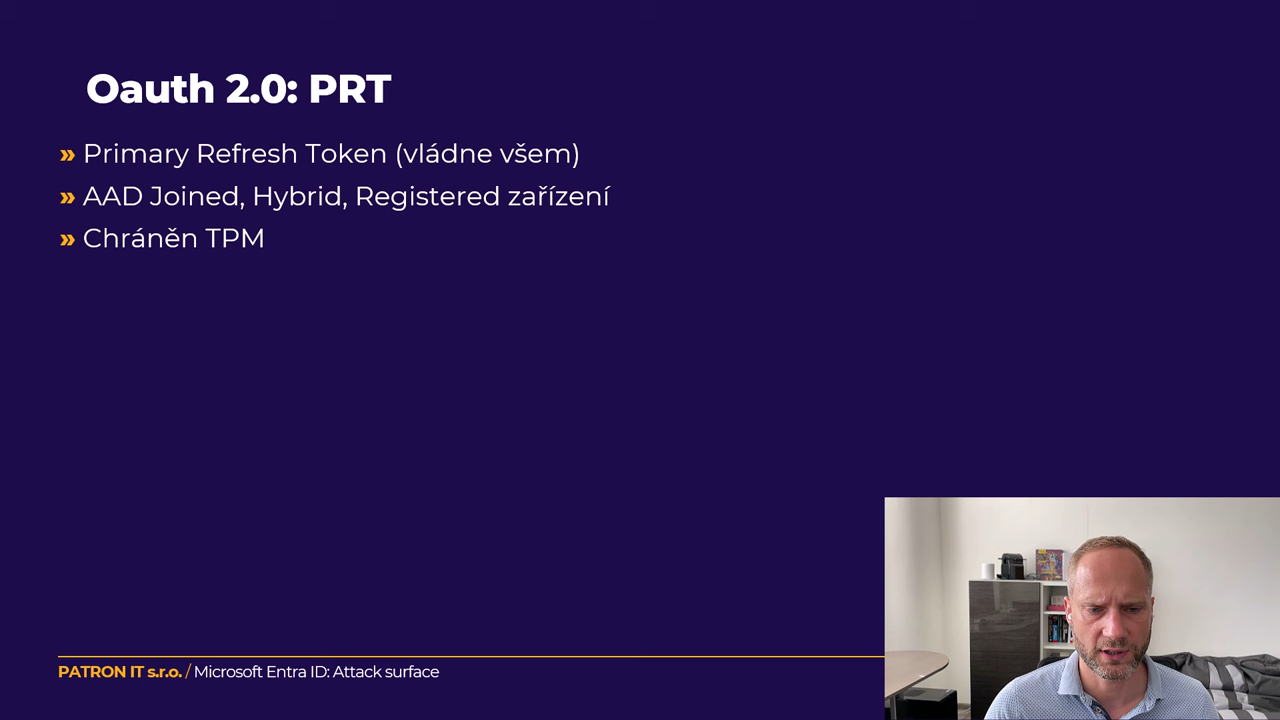 Oauth 2.0: PRT
» Primary Refresh Token (vládne všem)
» AAD Joined, Hybrid, Registered zařízení
» Chráněn TPM
PATRON IT s.r.o. / Microsoft Entra ID: Attack surface